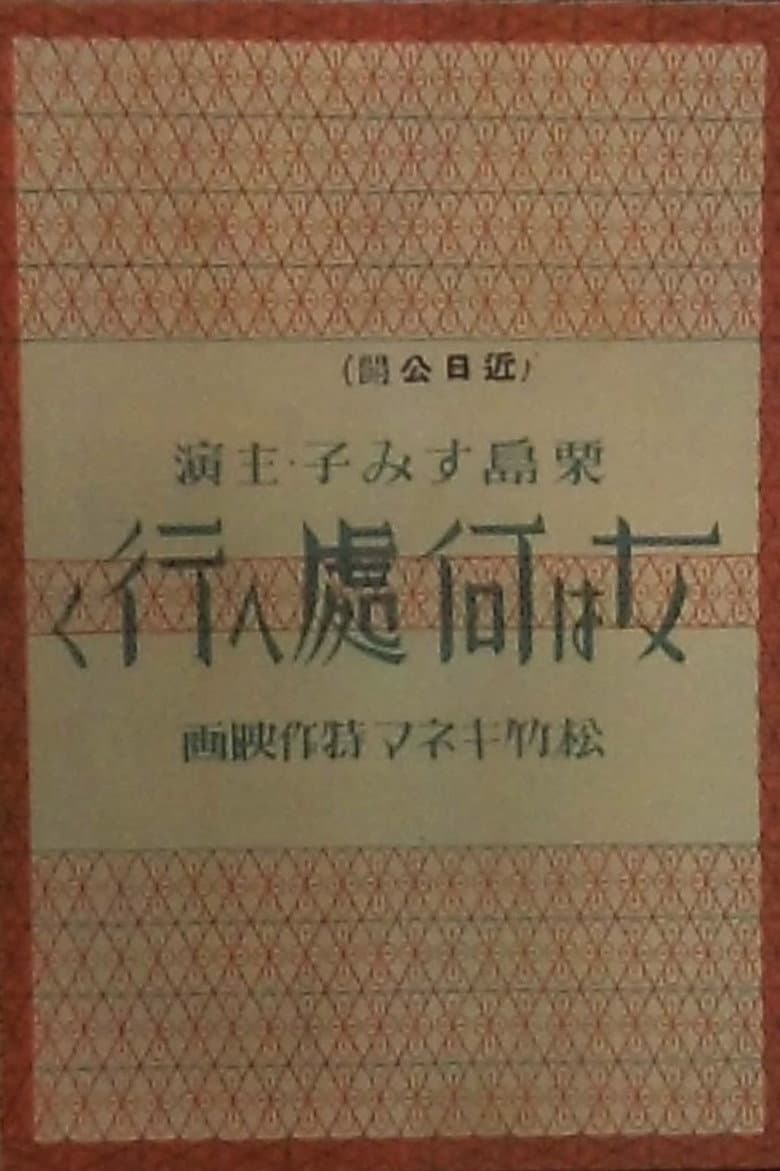 (近日公開)
栗島すみ子・主演
女は何處へ行く
松竹キネマ特作映画